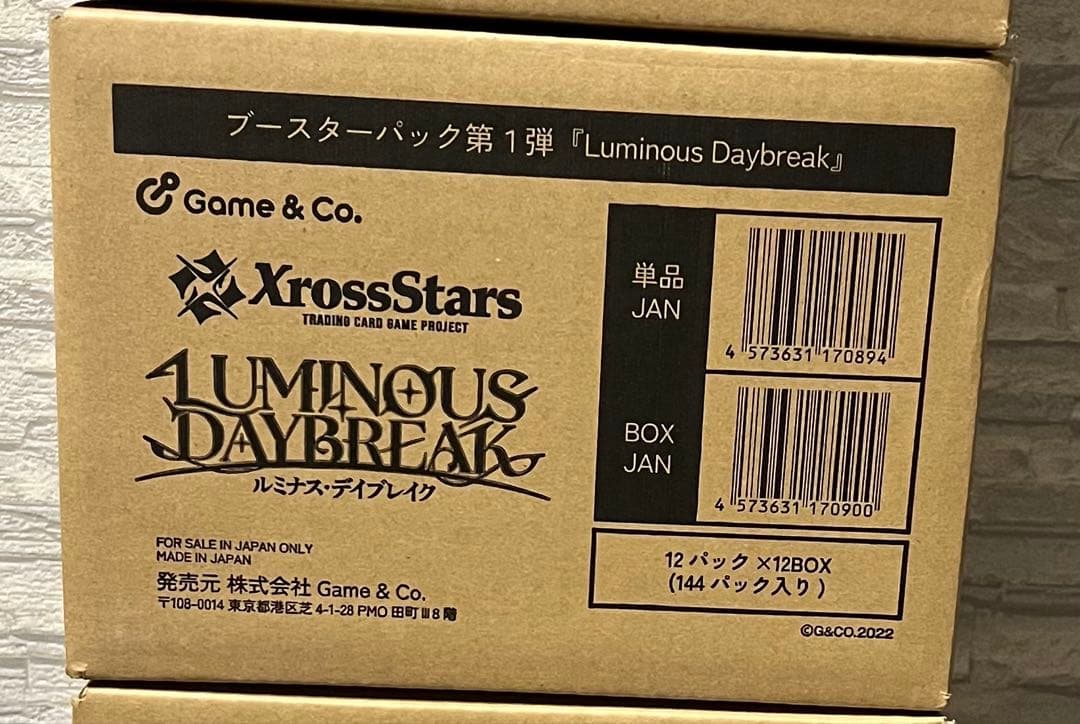 ブースターパック第1弾『Luminous Daybreak』
Game & Co.
XrossStars
TRADING CARD GAME PROJECT
LUMINOUS
DAYBREAK
ルミナス・デイブレイク
単品
JAN
4 573631 170894
BOX
JAN
4 573631 170900
FOR SALE IN JAPAN ONLY
MADE IN JAPAN
発売元 株式会社 Game & Co.
〒108-0014 東京都港区芝 4-1-28 PMO 田町Ⅲ8階
12パック ×12BOX
(144パック入り)
©G&CO.2022